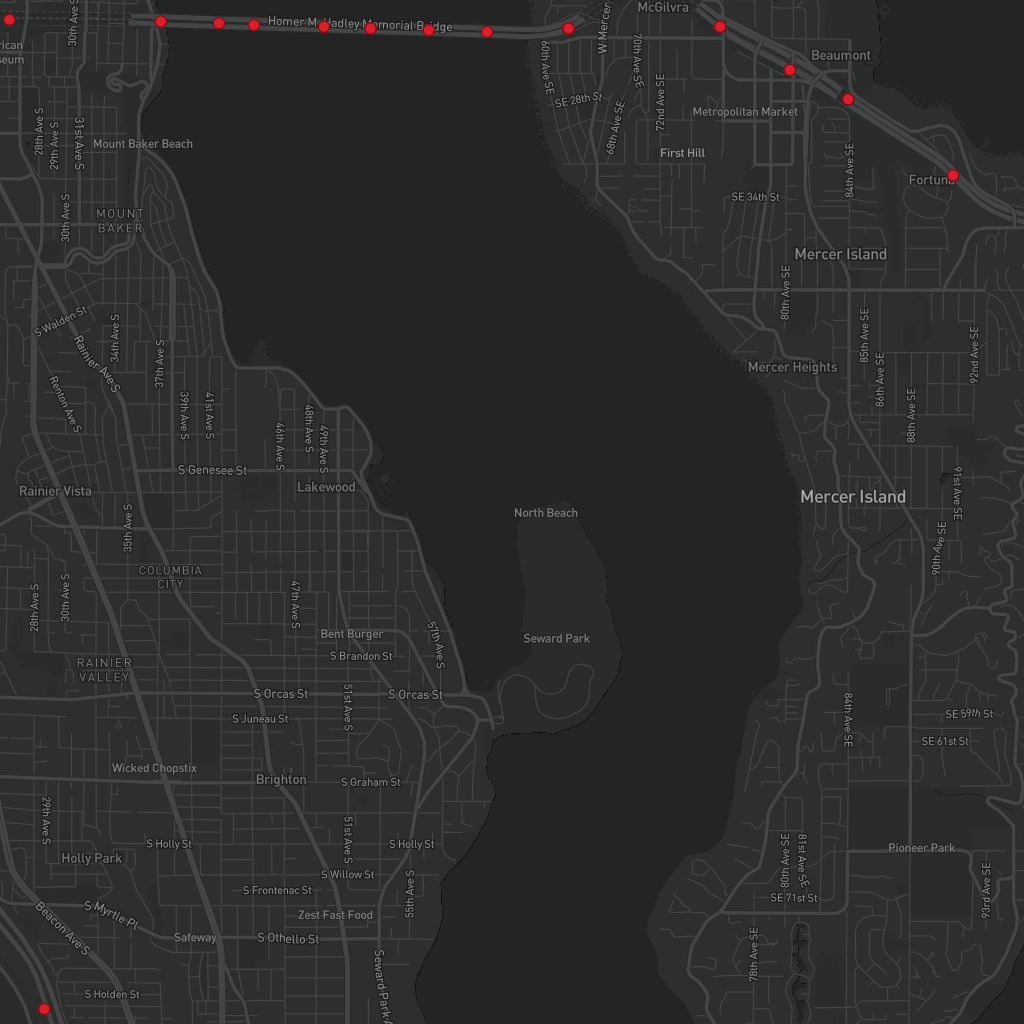 McGilvra
30th Ave S
Homer M. Hadley Memorial Bridge
W Mercer
rican
seum
60th Ave SE
70th Ave SE
Beaumont
72nd Ave SE
SE 28th St
68th Ave SE
Metropolitan Market
28th Ave S
29th Ave S
31st Ave S
Mount Baker Beach
First Hill
84th Ave SE
Fortuna
SE 34th St
30th Ave S
MOUNT
BAKER
Mercer Island
80th Ave SE
S Walden St
34th Ave S
Rainier Ave S
37th Ave S
85th Ave SE
92nd Ave SE
Mercer Heights
86th Ave SE
Renton Ave S
39th Ave S
41st Ave S
88th Ave SE
48th Ave S
46th Ave S
49th Ave S
S Genesee St
Rainier Vista
Lakewood
91st Ave SE
Mercer Island
North Beach
35th Ave S
90th Ave SE
COLUMBIA
CITY
28th Ave S
30th Ave S
47th Ave S
Bent Burger
57th Ave S
Seward Park
S Brandon St
RAINIER
VALLEY
S Orcas St
S Orcas St
51st Ave S
S Juneau St
84th Ave SE
SE 59th St
SE 61st St
Wicked Chopstix
Brighton
S Graham St
29th Ave S
51st Ave S
S Holly St
S Holly St
Pioneer Park
Holly Park
80th Ave SE
81st Ave SE
S Willow St
S Frontenac St
55th Ave S
93rd Ave SE
SE 71st St
Beacon Ave S
S Myrtle Pl
Zest Fast Food
Safeway
S Othello St
78th Ave SE
Seward Park A
S Holden St